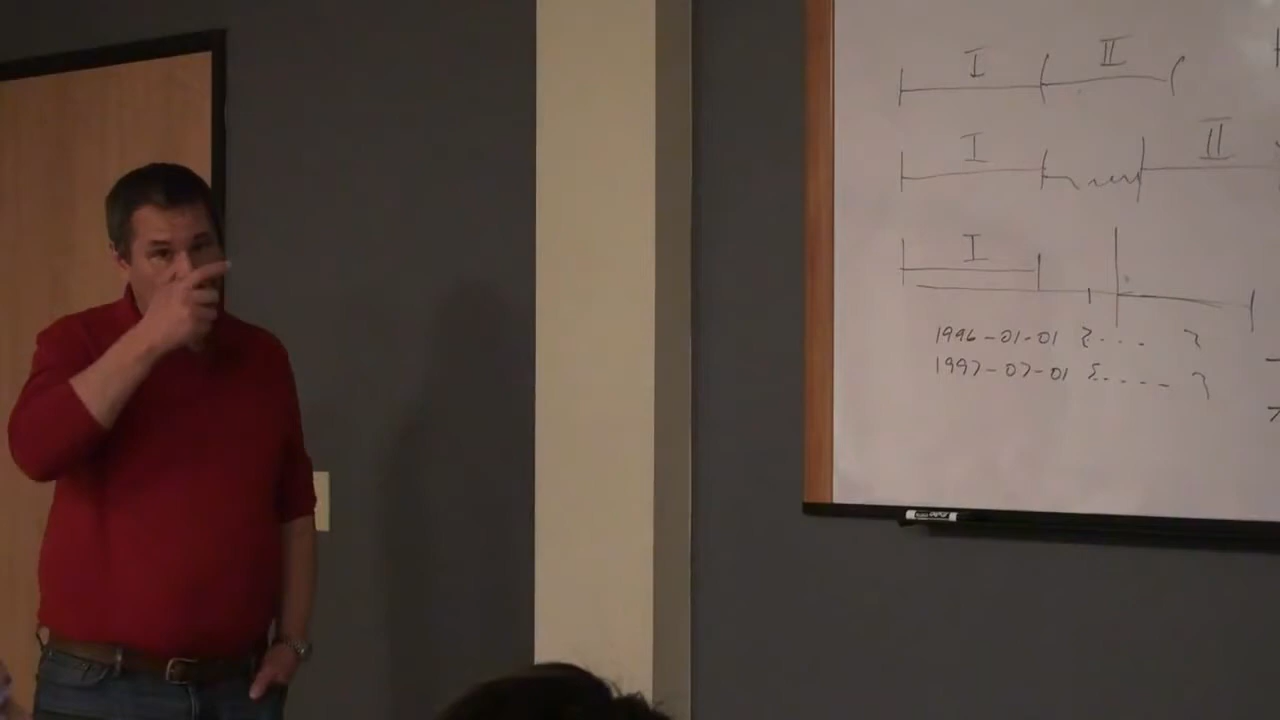 I II
I II
I
1996-01-01 {... }
1997-07-01 {..... }